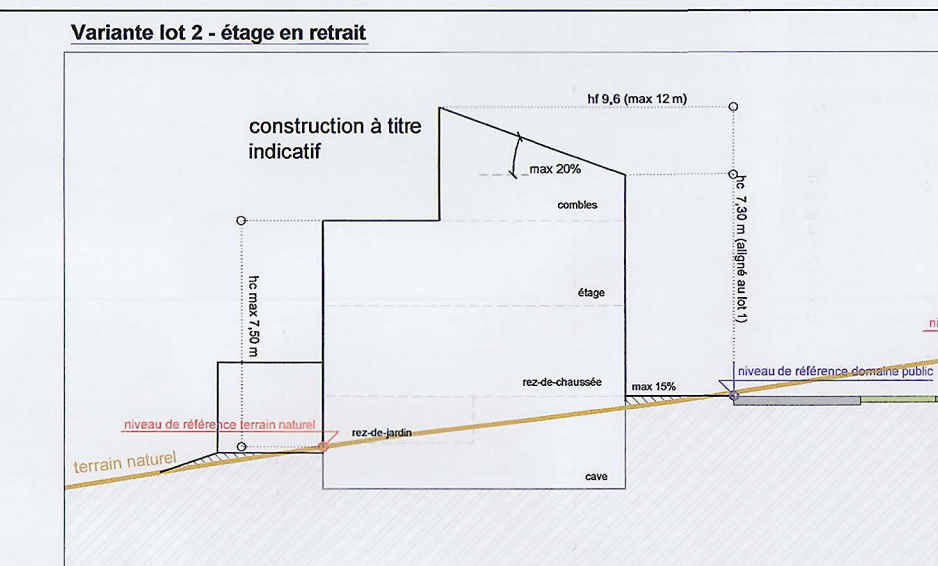 Variante lot 2 - étage en retrait
hf 9,6 (max 12 m)
construction à titre
indicatif
max 20%
combles
hc 7,30 m (aligné au lot 1)
hc max 7,50 m
étage
ni
niveau de référence domaine public
rez-de-chaussée
max 15%
niveau de référence terrain naturel
rez-de-jardin
terrain naturel
cave